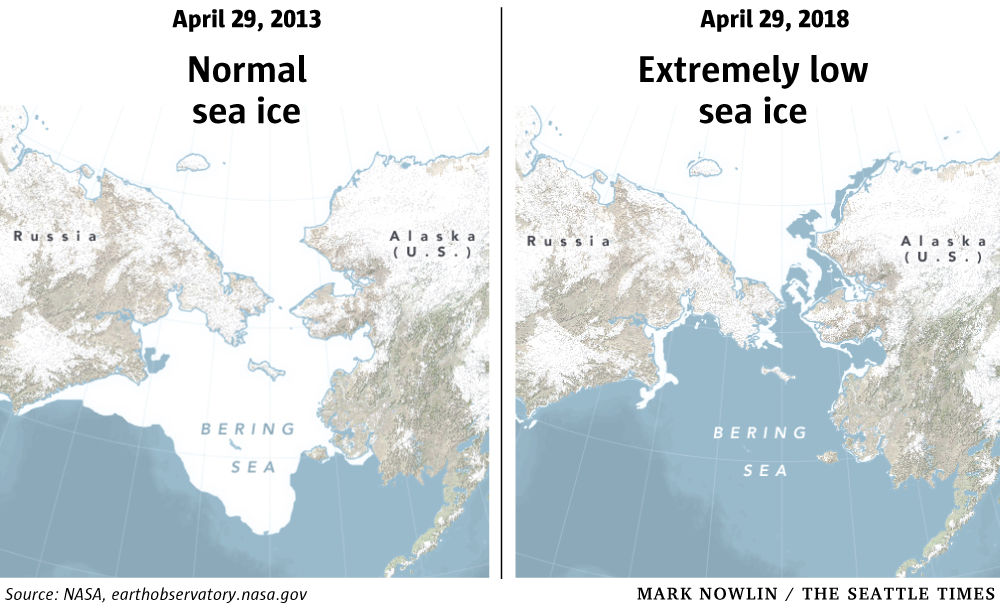 April 29, 2013
Normal
sea ice
Russia
Alaska
(U.S.)
BERING
SEA
April 29, 2018
Extremely low
sea ice
Russia
Alaska
(U.S.)
BERING
SEA
Source: NASA, earthobservatory.nasa.gov
MARK NOWLIN / THE SEATTLE TIMES